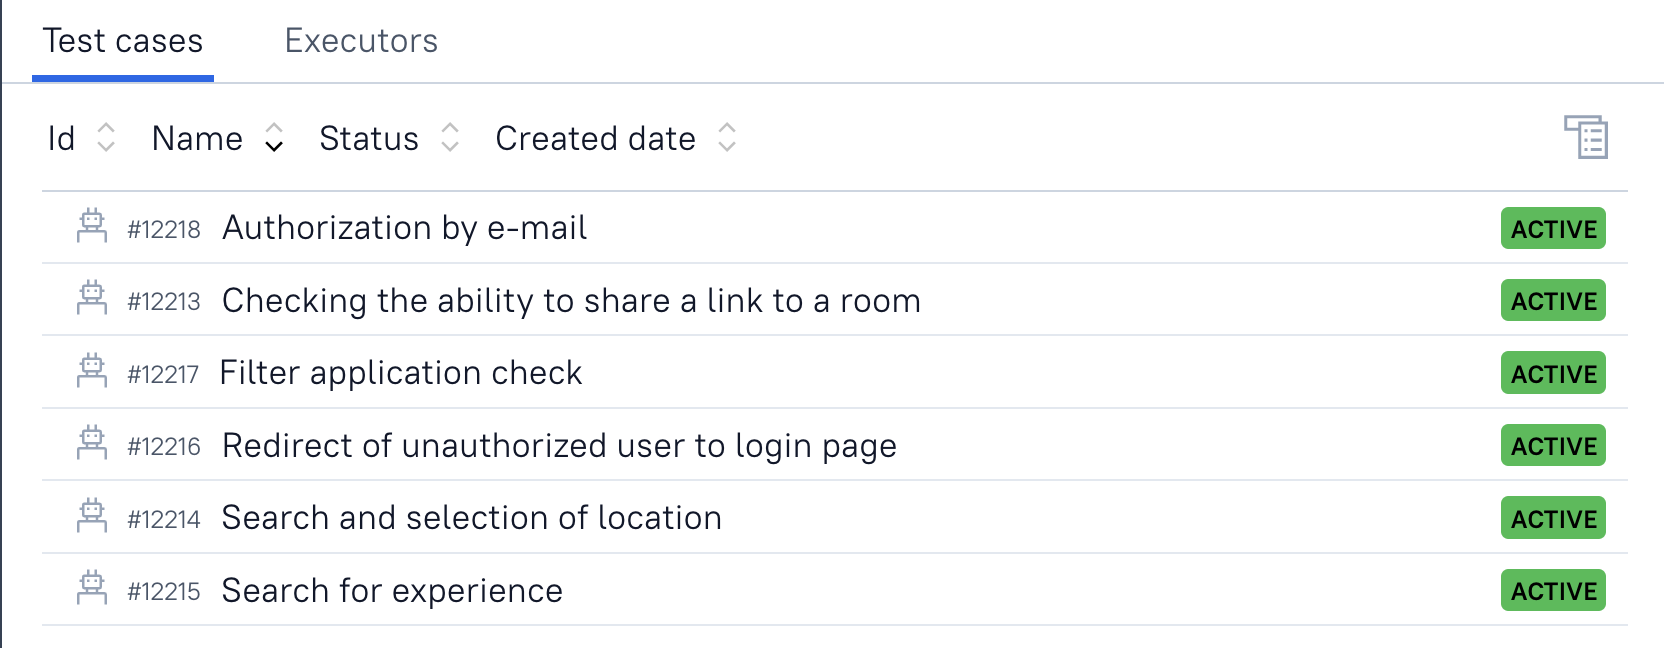 Test cases Executors
Id Name Status Created date
#12218 Authorization by e-mail ACTIVE
#12213 Checking the ability to share a link to a room ACTIVE
#12217 Filter application check ACTIVE
#12216 Redirect of unauthorized user to login page ACTIVE
#12214 Search and selection of location ACTIVE
#12215 Search for experience ACTIVE